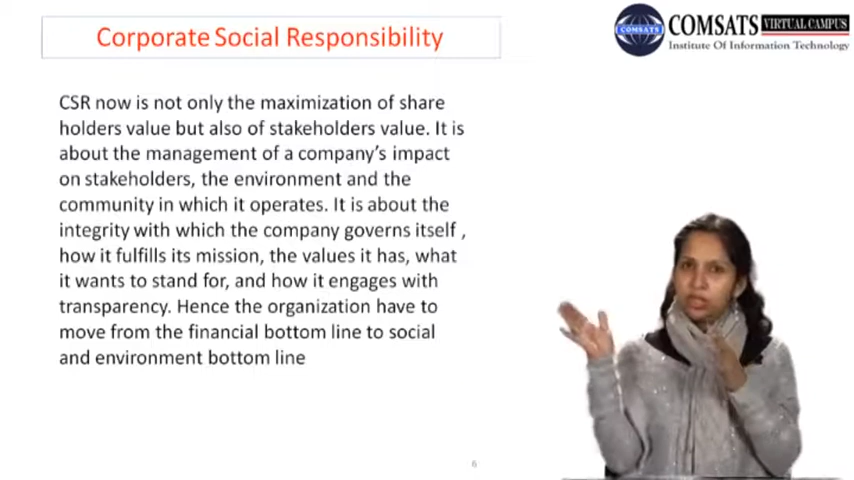 Corporate Social Responsibility
COMSATS
COMSATS VIRTUAL CAMPUS
Institute Of Information Technology
CSR now is not only the maximization of share
holders value but also of stakeholders value. It is
about the management of a company's impact
on stakeholders, the environment and the
community in which it operates. It is about the
integrity with which the company governs itself ,
how it fulfills its mission, the values it has, what
it wants to stand for, and how it engages with
transparency. Hence the organization have to
move from the financial bottom line to social
and environment bottom line
6